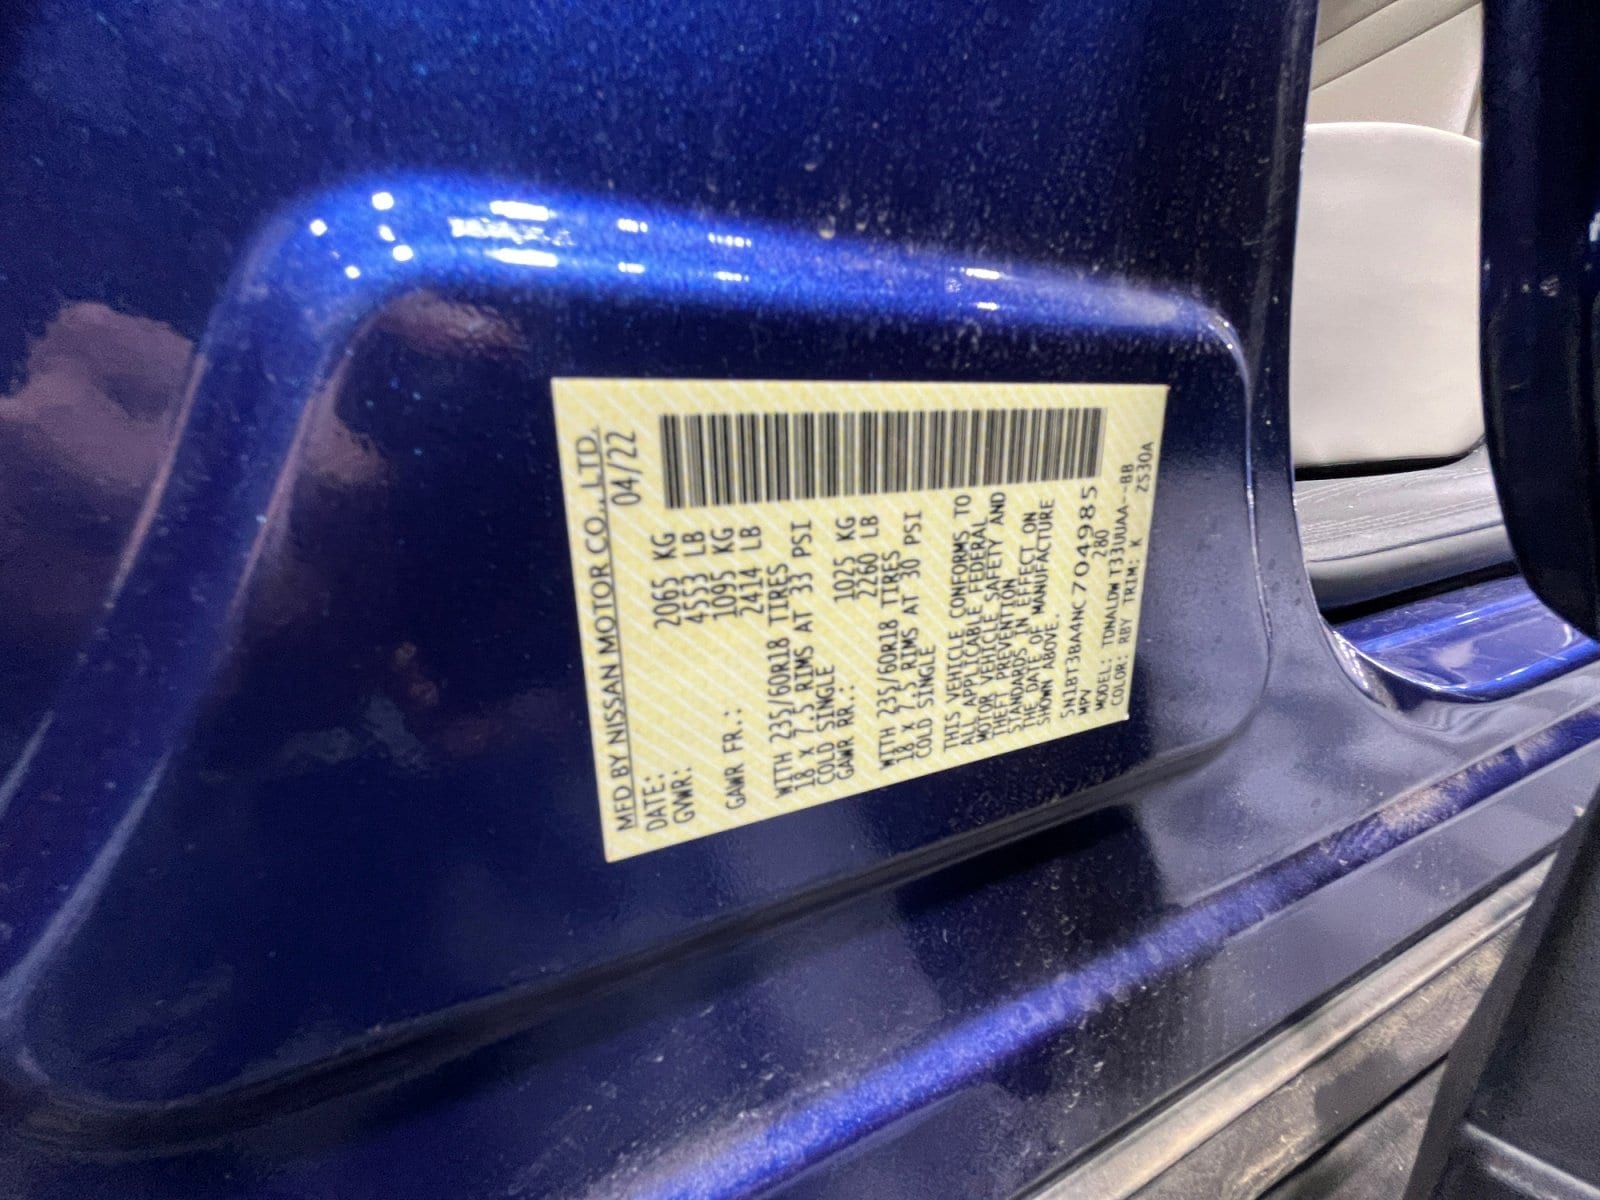 MFD BY NISSAN MOTOR CO., LTD.
DATE: 04/22
GVWR: 2065 KG
4553 LB
GAWR FR.: 1095 KG
2414 LB
WITH 235/60R18 TIRES
18 X 7.5 RIMS AT 33 PSI
COLD SINGLE
GAWR RR.: 1025 KG
2260 LB
WITH 235/60R18 TIRES
18 X 7.5 RIMS AT 30 PSI
COLD SINGLE
THIS VEHICLE CONFORMS TO
ALL APPLICABLE FEDERAL
MOTOR VEHICLE SAFETY AND
THEFT PREVENTION
STANDARDS IN EFFECT ON
THE DATE OF MANUFACTURE
SHOWN ABOVE.
5N1BT3BA4NC704985
MPV 280
MODEL: TDNALDW T33UUAA--BB
COLOR: RBY TRIM: K ZS30A